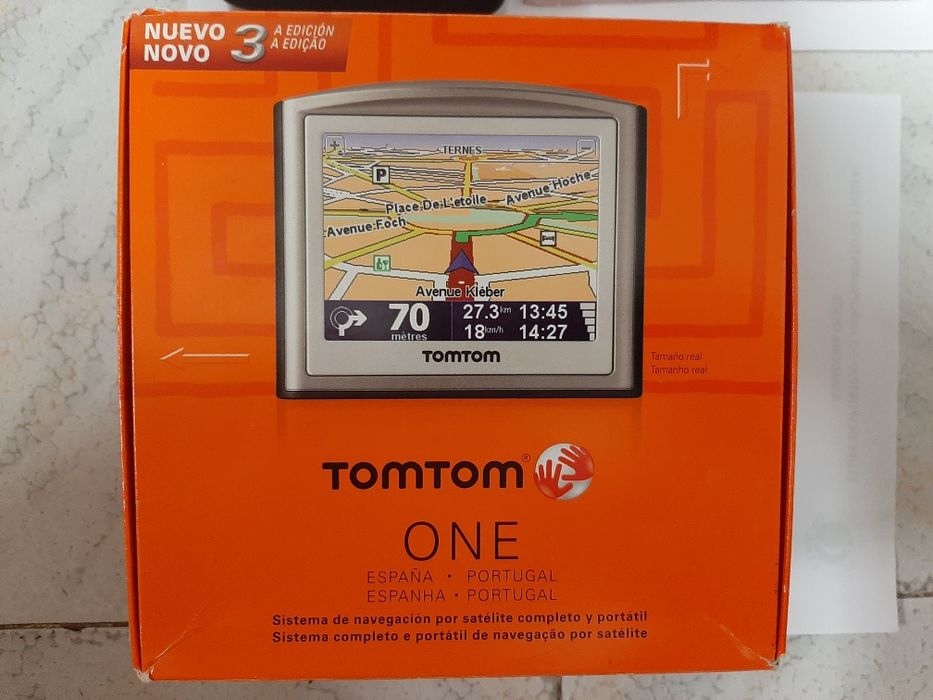 NUEVO
NOVO
3
A EDICIÓN
A EDIÇÃO
TERNES
P
Avenue Hoche
Place De L'etoile
Avenue Foch
Avenue Kléber
70
mètres
27.3 km 13:45
18 km/h 14:27
TOMTOM
Tamaño real
Tamanho real
TOMTOM®
ONE
ESPAÑA · PORTUGAL
ESPANHA · PORTUGAL
Sistema de navegación por satélite completo y portátil
Sistema completo e portátil de navegação por satélite